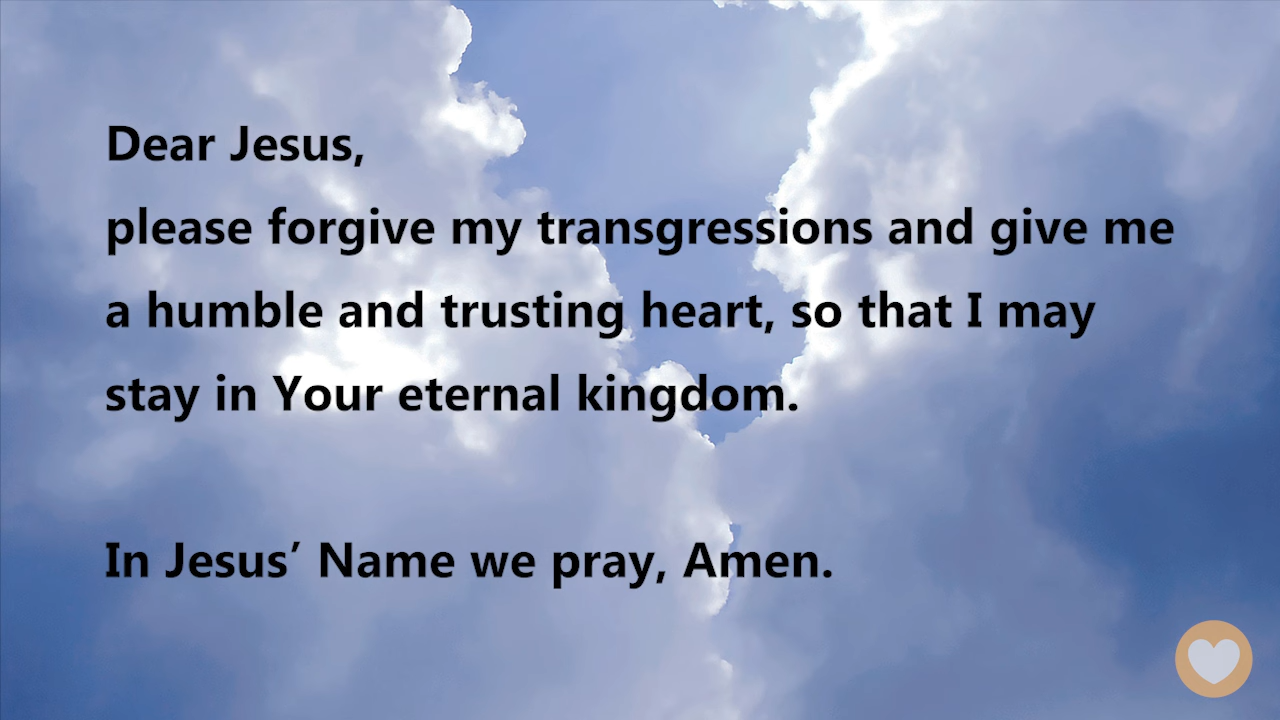 Dear Jesus,
please forgive my transgressions and give me
a humble and trusting heart, so that I may
stay in Your eternal kingdom.
In Jesus’ Name we pray, Amen.